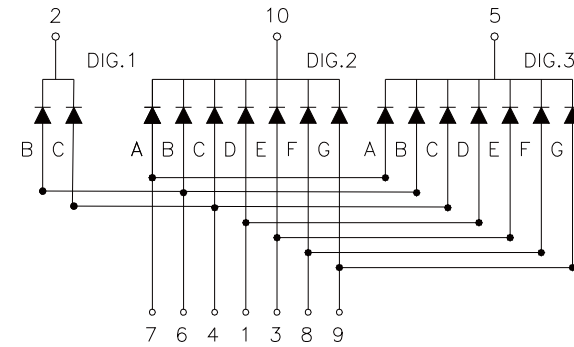 2 10 5
DIG.1 DIG.2 DIG.3
B C A B C D E F G A B C D E F G
7 6 4 1 3 8 9